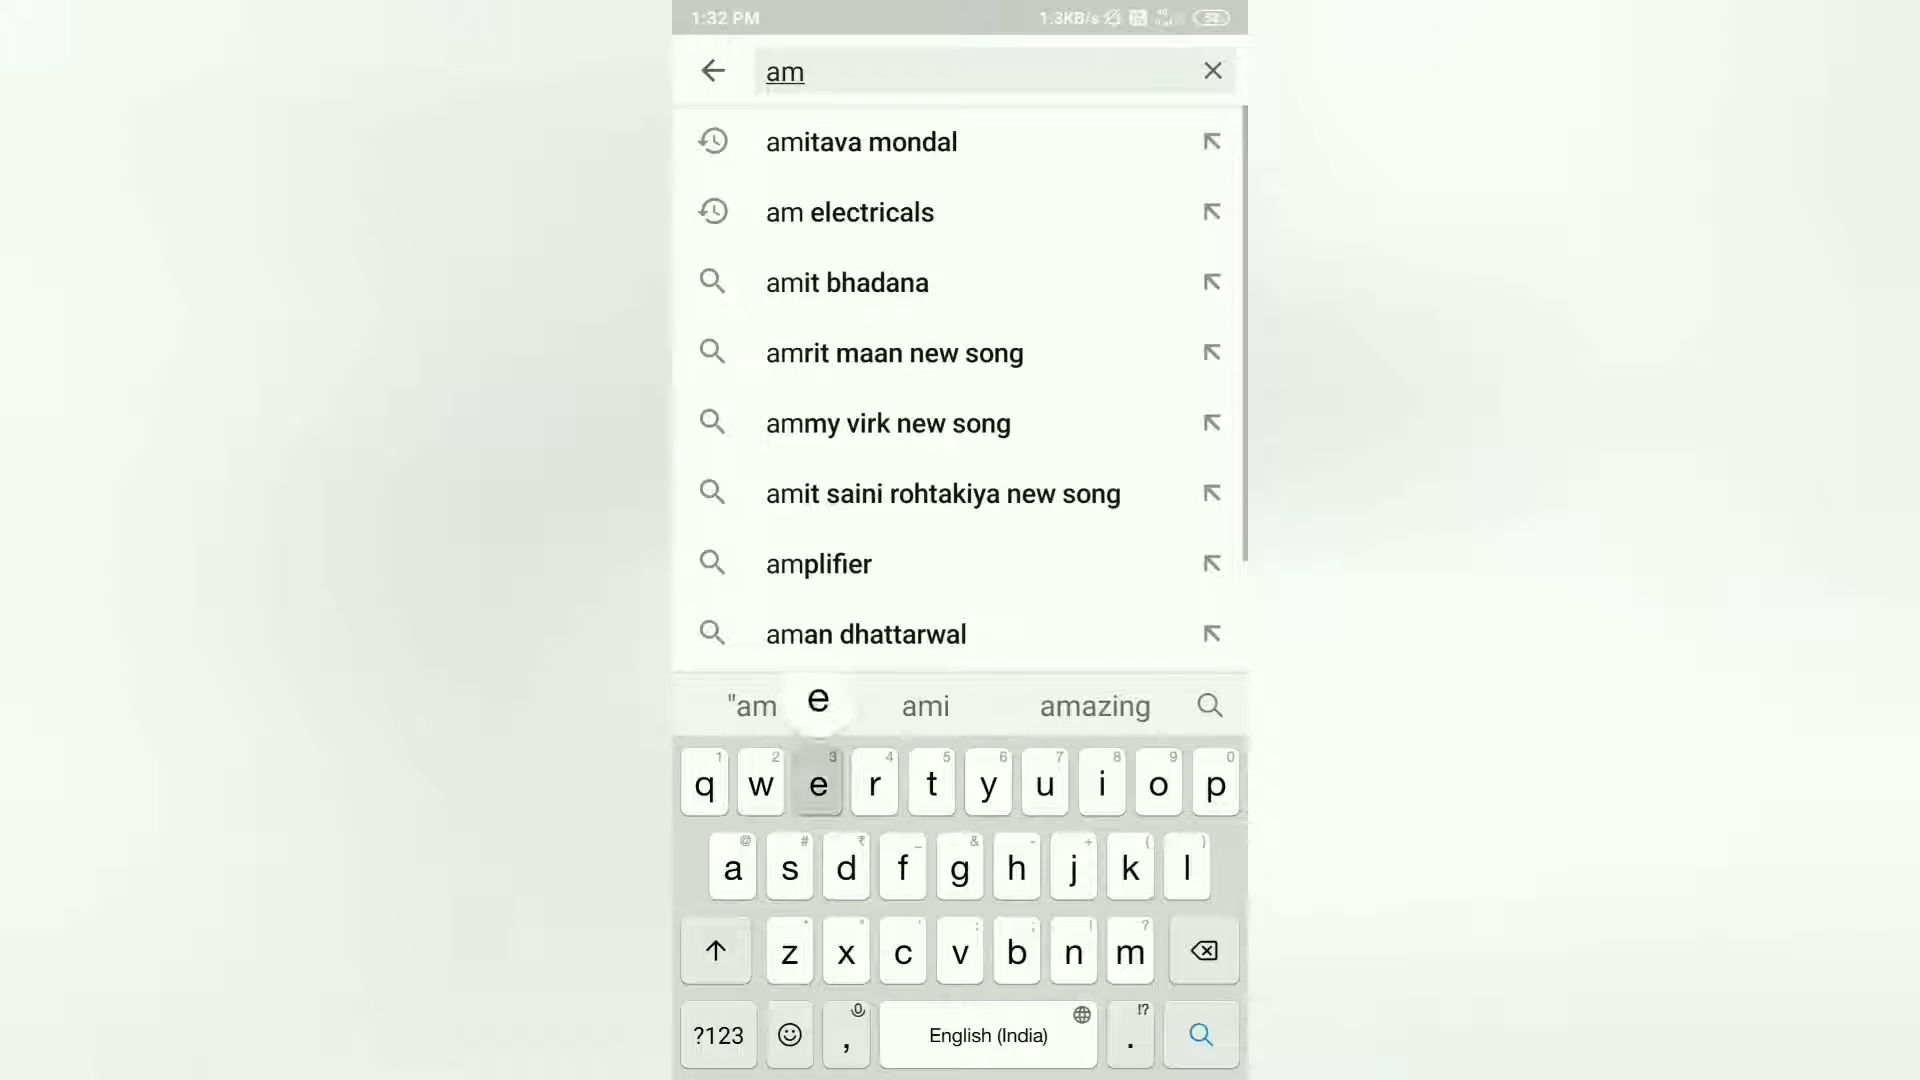 1:32 PM 1.3KB/s
am
amitava mondal
am electricals
amit bhadana
amrit maan new song
ammy virk new song
amit saini rohtakiya new song
amplifier
aman dhattarwal
"am e ami amazing
1 2 3 4 5 6 7 8 9 0
q w e r t y u i o p
@ # ₹ _ & - + ( )
a s d f g h j k l
z x c v b n m
?123 , English (India) . !?